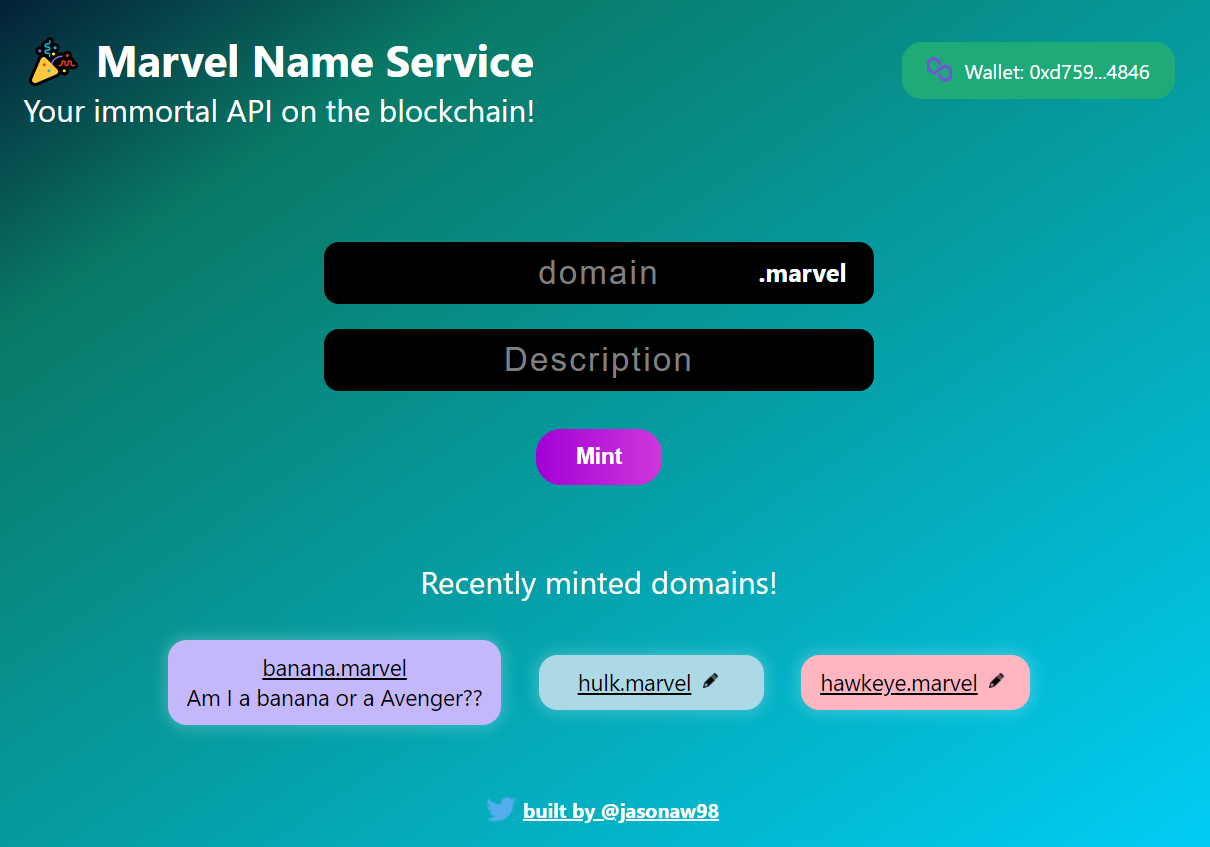 Marvel Name Service
Your immortal API on the blockchain!
Wallet: 0xd759...4846
domain .marvel
Description
Mint
Recently minted domains!
banana.marvel
Am I a banana or a Avenger??
hulk.marvel
hawkeye.marvel
built by @jasonaw98